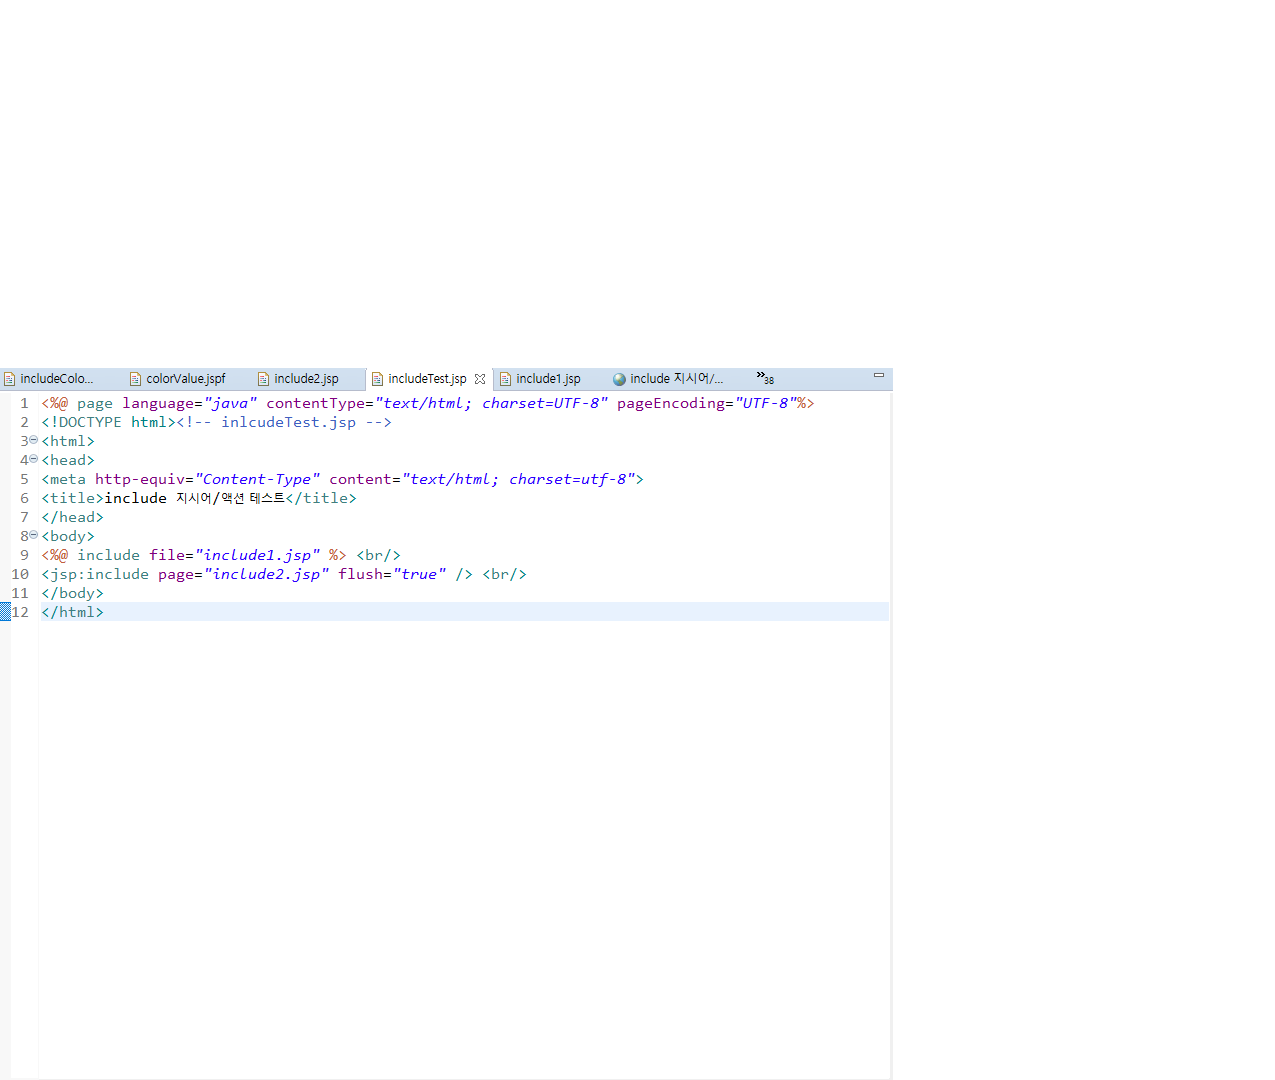 includeColo... colorValue.jspf include2.jsp includeTest.jsp include1.jsp include 지시어/... »38
1 <%@ page language="java" contentType="text/html; charset=UTF-8" pageEncoding="UTF-8"%>
2 <!DOCTYPE html><!-- inlcudeTest.jsp -->
3 <html>
4 <head>
5 <meta http-equiv="Content-Type" content="text/html; charset=utf-8">
6 <title>include 지시어/액션 테스트</title>
7 </head>
8 <body>
9 <%@ include file="include1.jsp" %> <br/>
10 <jsp:include page="include2.jsp" flush="true" /> <br/>
11 </body>
12 </html>